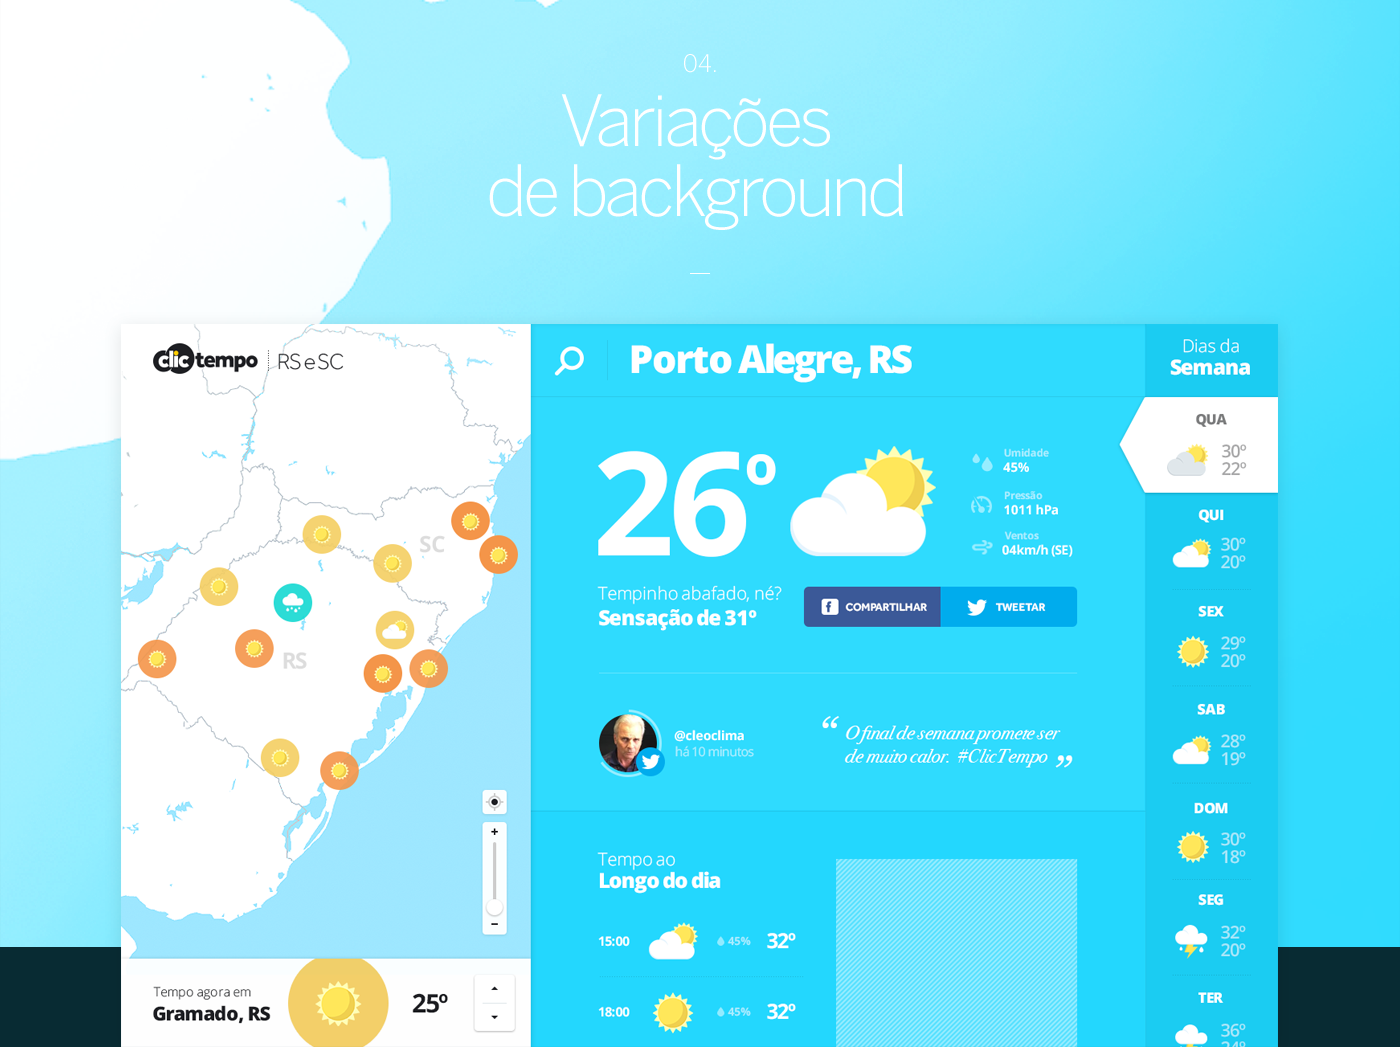 04.
Variações
de background
Clictempo RS e SC
SC
RS
Tempo agora em
Gramado, RS
25º
Porto Alegre, RS
26º
Umidade
45%
Pressão
1011 hPa
Ventos
04km/h (SE)
Tempinho abafado, né?
Sensação de 31º
COMPARTILHAR
TWEETAR
@cleoclima
há 10 minutos
“ O final de semana promete ser
de muito calor. #ClicTempo ”
Tempo ao
Longo do dia
15:00 45% 32º
18:00 45% 32º
Dias da
Semana
QUA
30º
22º
QUI
30º
20º
SEX
29º
20º
SAB
28º
19º
DOM
30º
18º
SEG
32º
20º
TER
36º